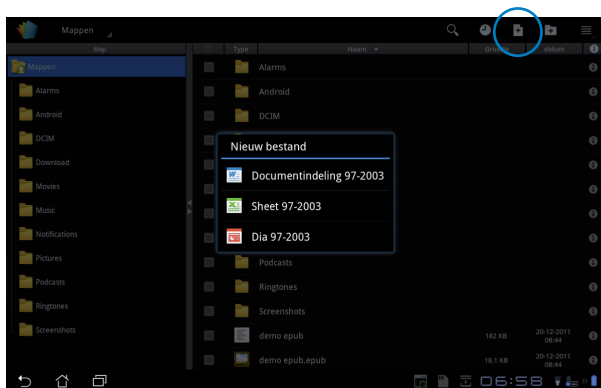 Mappen
Map
Type
Naam
Grootte
datum
Mappen
Alarms
Android
DCIM
Download
Movies
Music
Notifications
Pictures
Podcasts
Ringtones
Screenshots
Alarms
Android
DCIM
Nieuw bestand
Documentindeling 97-2003
Sheet 97-2003
Dia 97-2003
Podcasts
Ringtones
Screenshots
demo epub
182 KB
20-12-2011
08:44
demo epub.epub
18.1 KB
20-12-2011
08:44
06:58